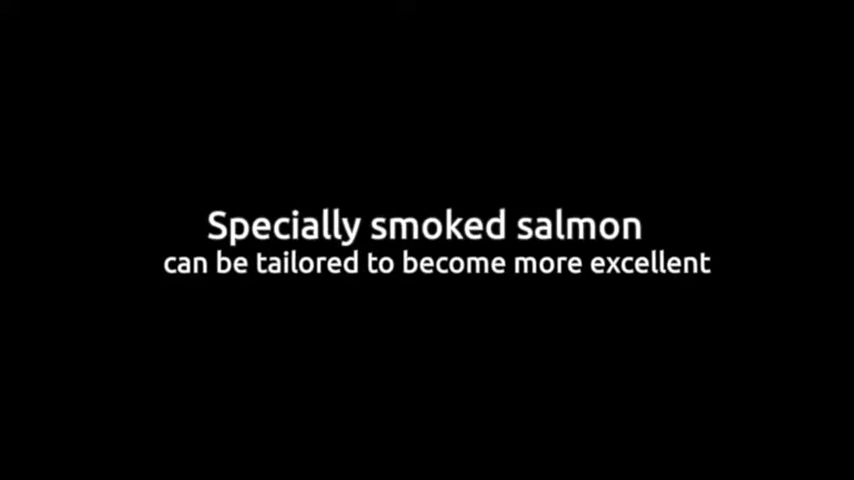 Specially smoked salmon
can be tailored to become more excellent